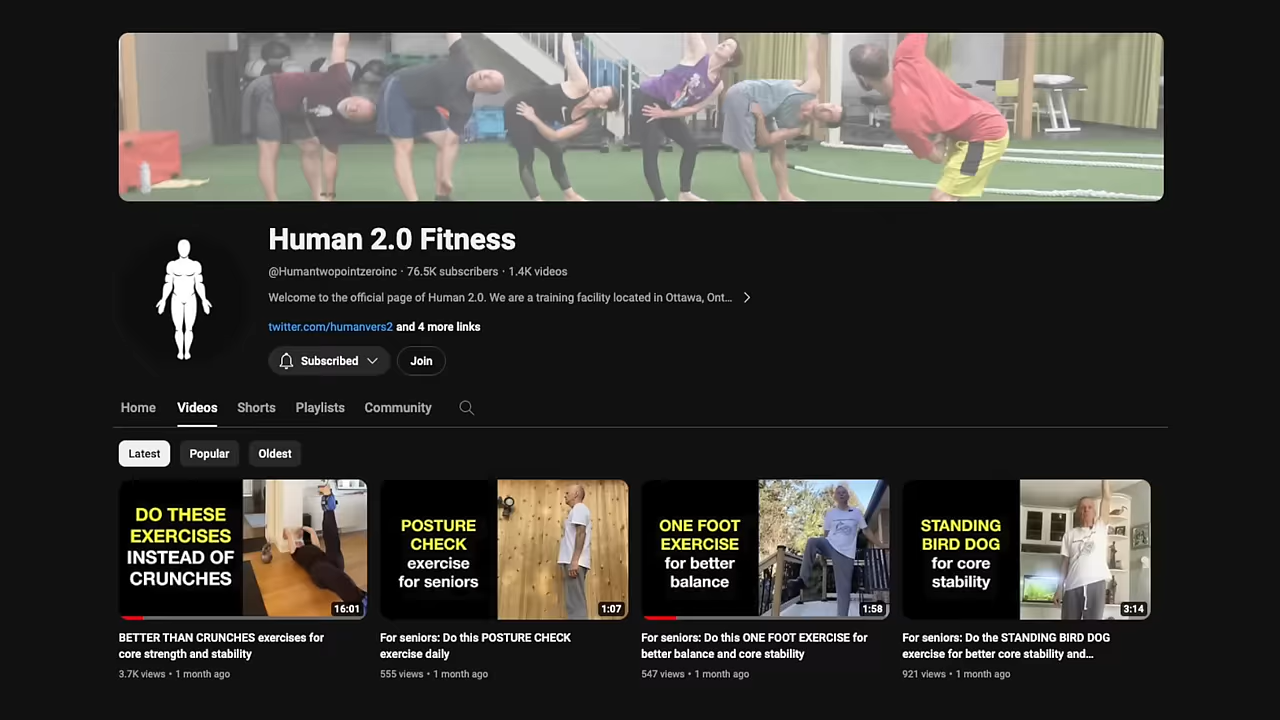 Human 2.0 Fitness
@Humantwopointzeroinc · 76.5K subscribers · 1.4K videos
Welcome to the official page of Human 2.0. We are a training facility located in Ottawa, Ont...
twitter.com/humanvers2 and 4 more links
Subscribed
Join
Home
Videos
Shorts
Playlists
Community
Latest
Popular
Oldest
DO THESE
EXERCISES
INSTEAD OF
CRUNCHES
16:01
POSTURE
CHECK
exercise
for seniors
1:07
ONE FOOT
EXERCISE
for better
balance
1:58
STANDING
BIRD DOG
for core
stability
3:14
BETTER THAN CRUNCHES exercises for
core strength and stability
3.7K views • 1 month ago
For seniors: Do this POSTURE CHECK
exercise daily
555 views • 1 month ago
For seniors: Do this ONE FOOT EXERCISE for
better balance and core stability
547 views • 1 month ago
For seniors: Do the STANDING BIRD DOG
exercise for better core stability and...
921 views • 1 month ago